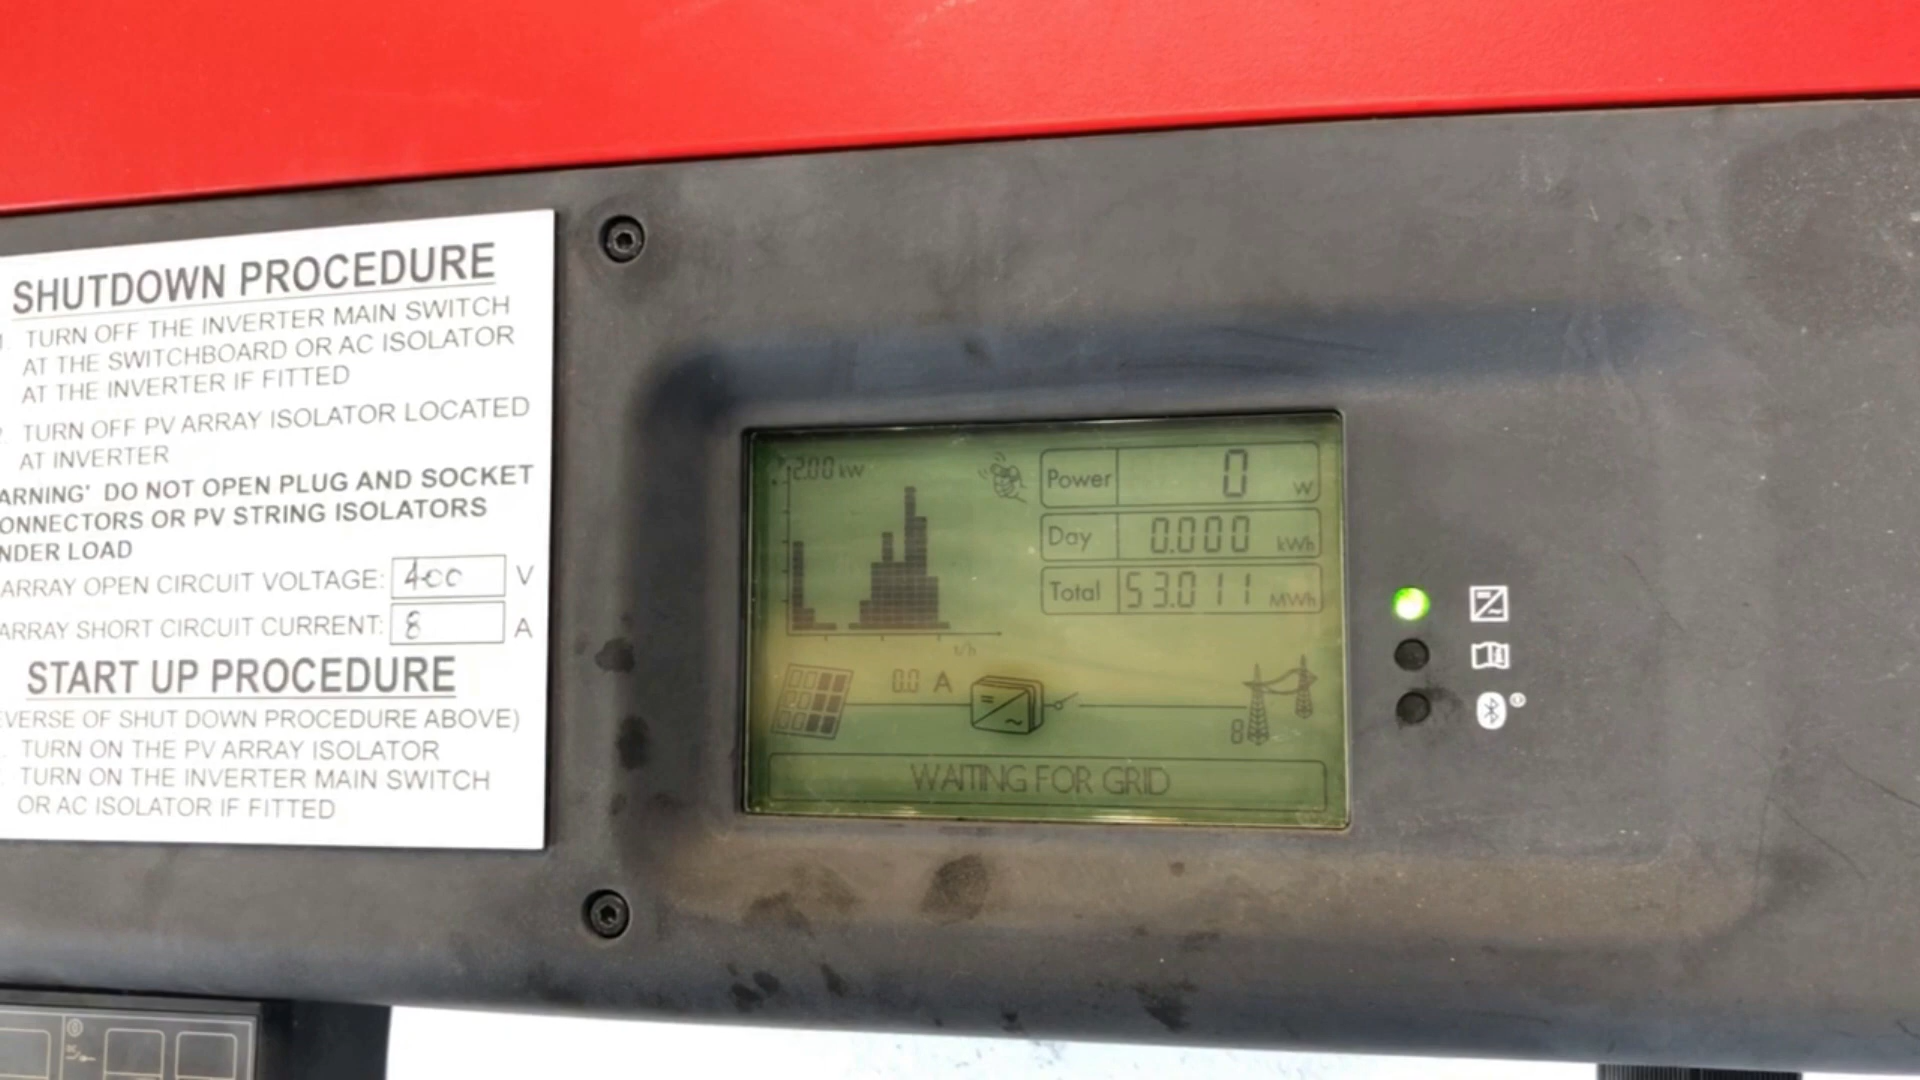 SHUTDOWN PROCEDURE
TURN OFF THE INVERTER MAIN SWITCH
AT THE SWITCHBOARD OR AC ISOLATOR
AT THE INVERTER IF FITTED
TURN OFF PV ARRAY ISOLATOR LOCATED
AT INVERTER
ARNING' DO NOT OPEN PLUG AND SOCKET
ONNECTORS OR PV STRING ISOLATORS
NDER LOAD
ARRAY OPEN CIRCUIT VOLTAGE: 400 V
ARRAY SHORT CIRCUIT CURRENT: 8 A
START UP PROCEDURE
EVERSE OF SHUT DOWN PROCEDURE ABOVE)
TURN ON THE PV ARRAY ISOLATOR
TURN ON THE INVERTER MAIN SWITCH
OR AC ISOLATOR IF FITTED
2.00 kW
Power 0 W
Day 0.000 kWh
Total 53.011 MWh
t/h
0.0 A
8
WAITING FOR GRID